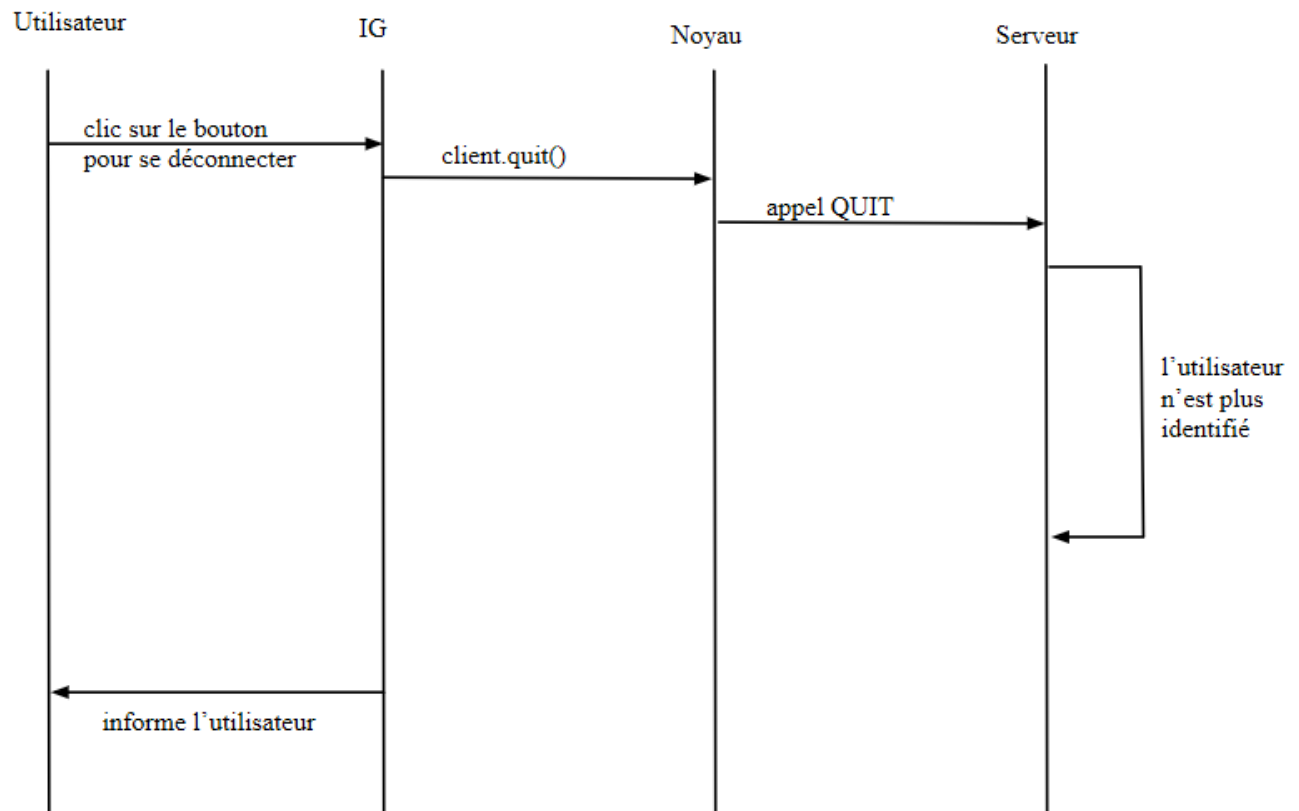 Utilisateur
IG
Noyau
Serveur
clic sur le bouton
pour se déconnecter
client.quit()
appel QUIT
l’utilisateur
n’est plus
identifié
informe l’utilisateur